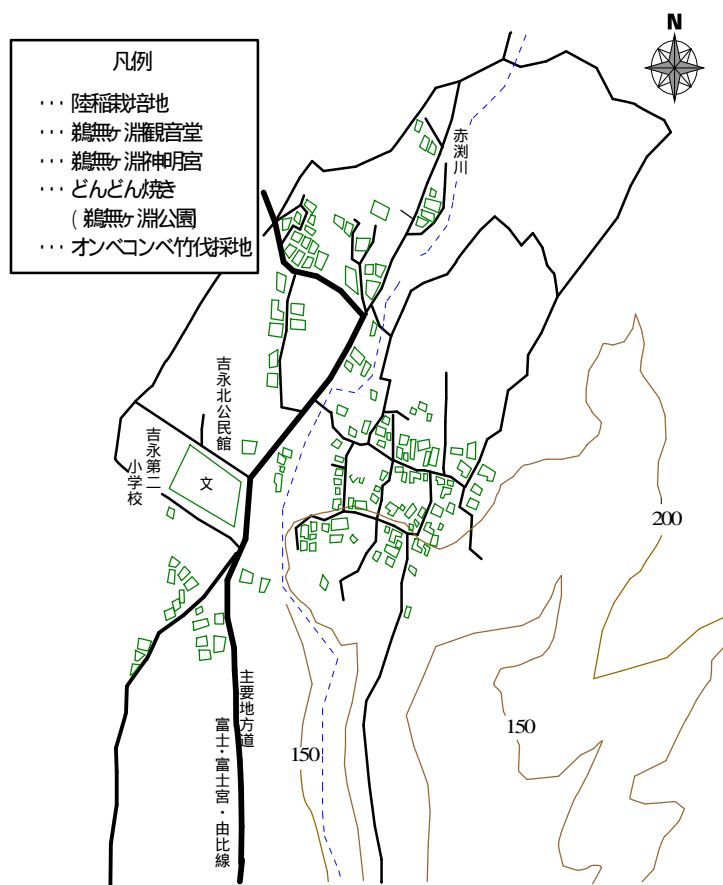 凡例
… 陸稲栽培地
… 鵜無ヶ淵観音堂
… 鵜無ヶ淵神明宮
… どんどん焼き
(鵜無ヶ淵公園
… オンベコンベ竹伐採地
N
赤渕川
吉永北公民館
吉永第二
小学校
文
200
150
150
主要地方道
富士・富士宮・由比線